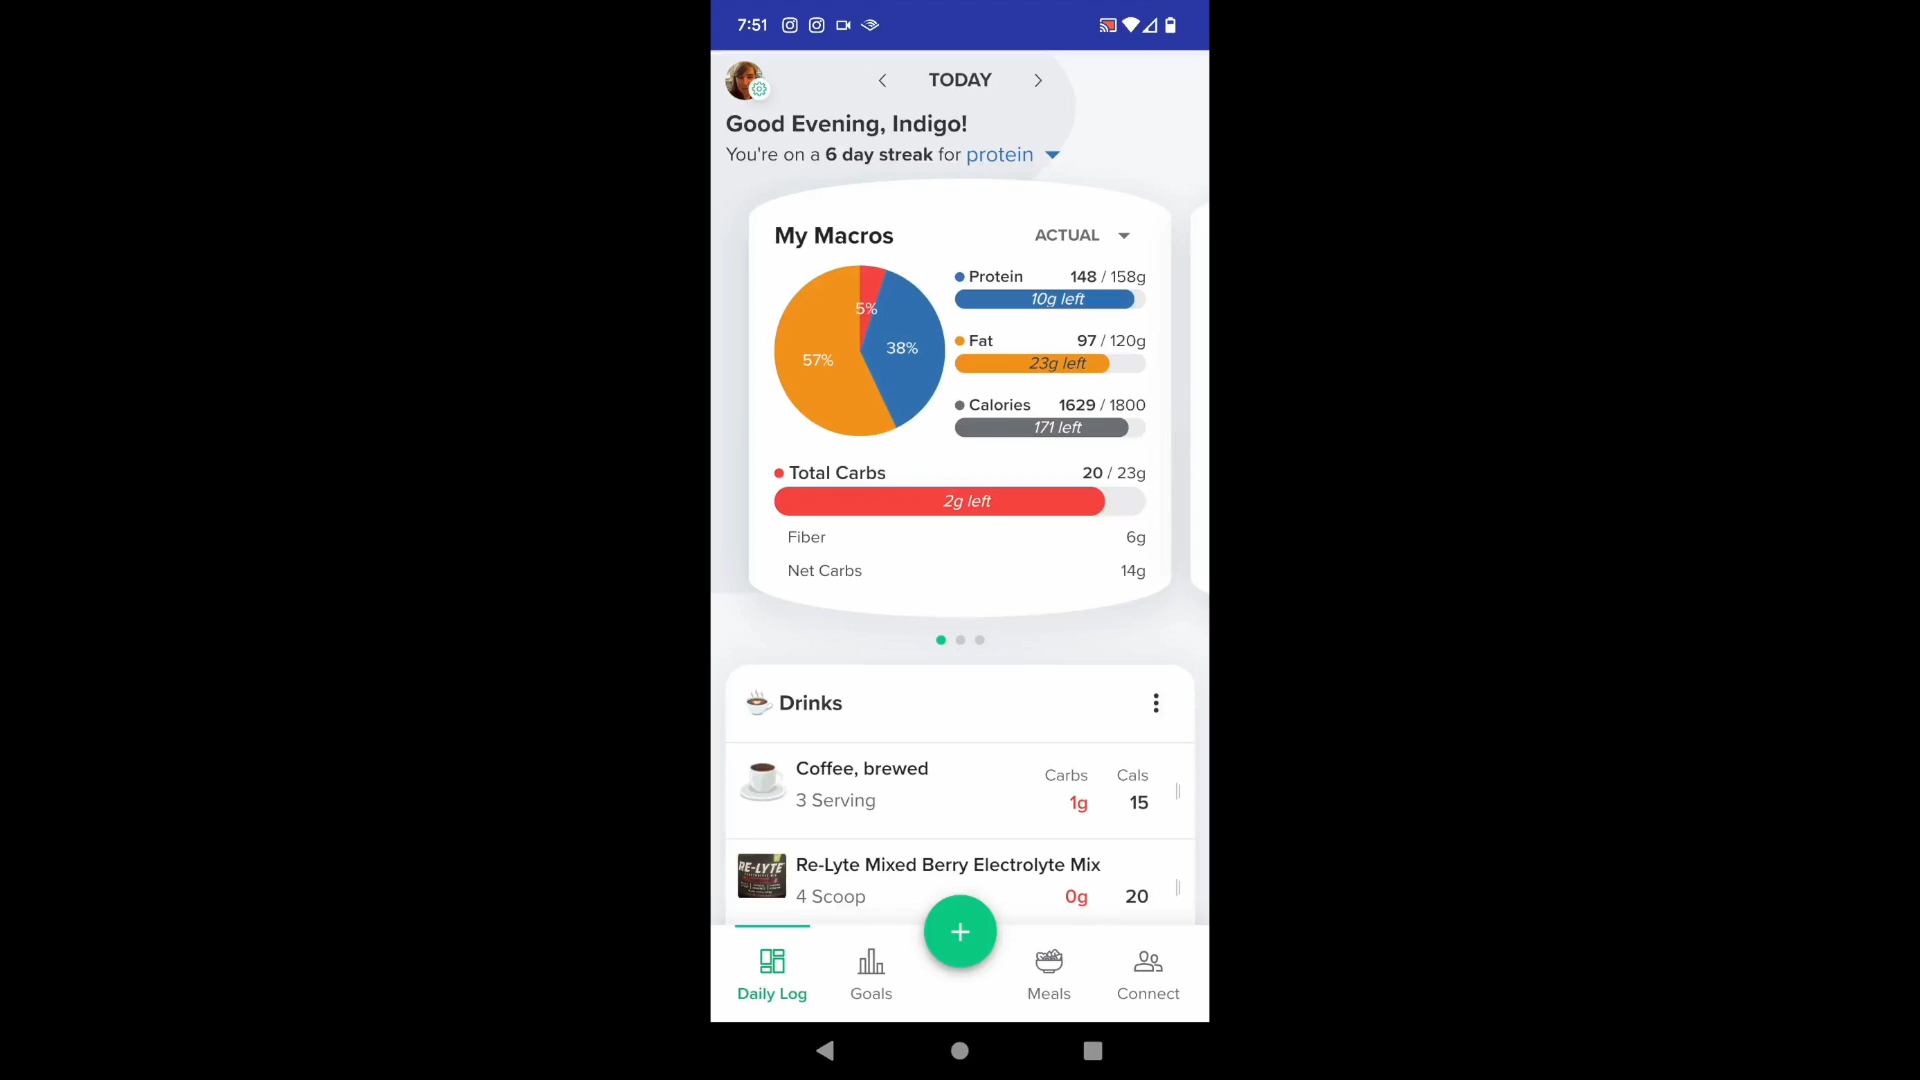 7:51
TODAY
Good Evening, Indigo!
You're on a 6 day streak for protein
My Macros
ACTUAL
5%
38%
57%
Protein 148 / 158g
10g left
Fat 97 / 120g
23g left
Calories 1629 / 1800
171 left
Total Carbs 20 / 23g
2g left
Fiber 6g
Net Carbs 14g
Drinks
Coffee, brewed
3 Serving
Carbs Cals
1g 15
RE-LYTE
Re-Lyte Mixed Berry Electrolyte Mix
4 Scoop 0g 20
+
Daily Log
Goals
Meals
Connect